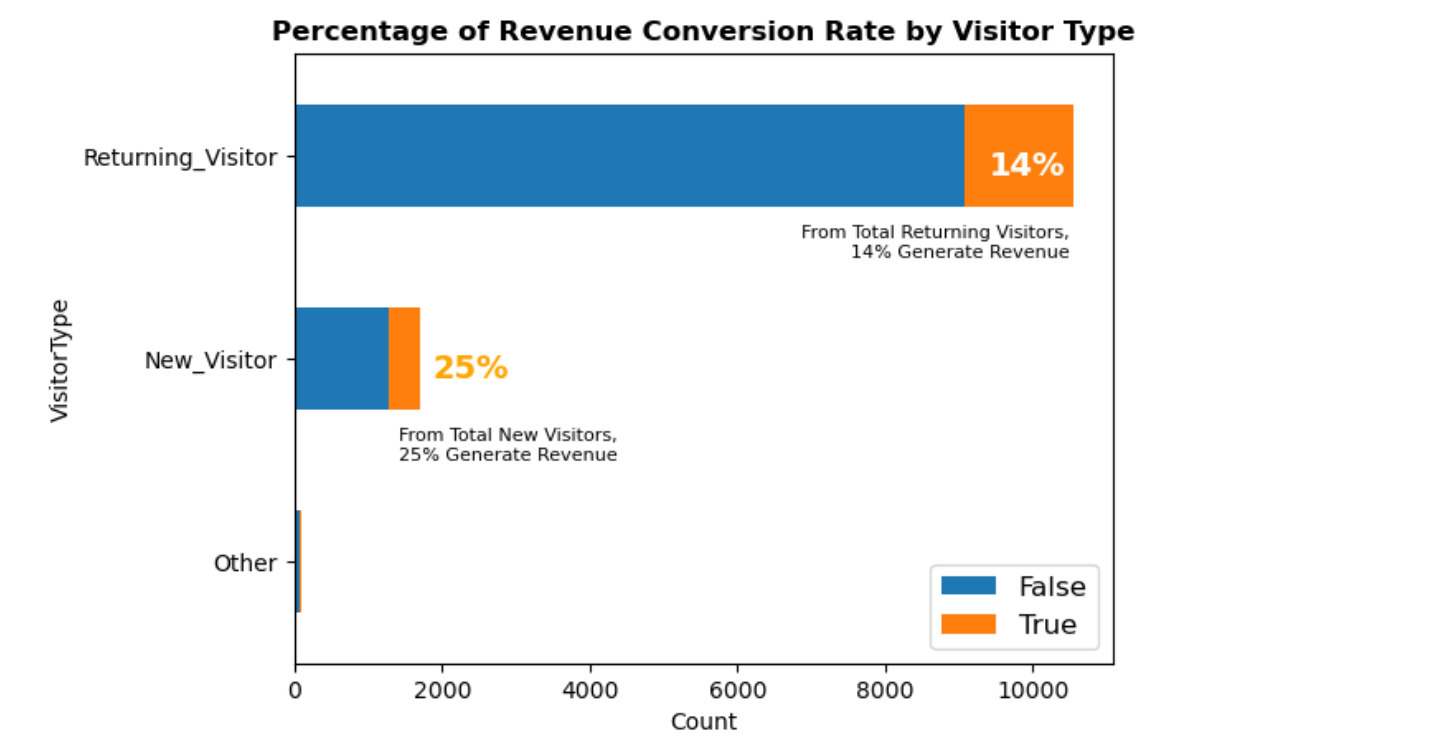 Percentage of Revenue Conversion Rate by Visitor Type
Returning_Visitor
14%
From Total Returning Visitors,
14% Generate Revenue
VisitorType
New_Visitor
25%
From Total New Visitors,
25% Generate Revenue
Other
False
True
0 2000 4000 6000 8000 10000
Count